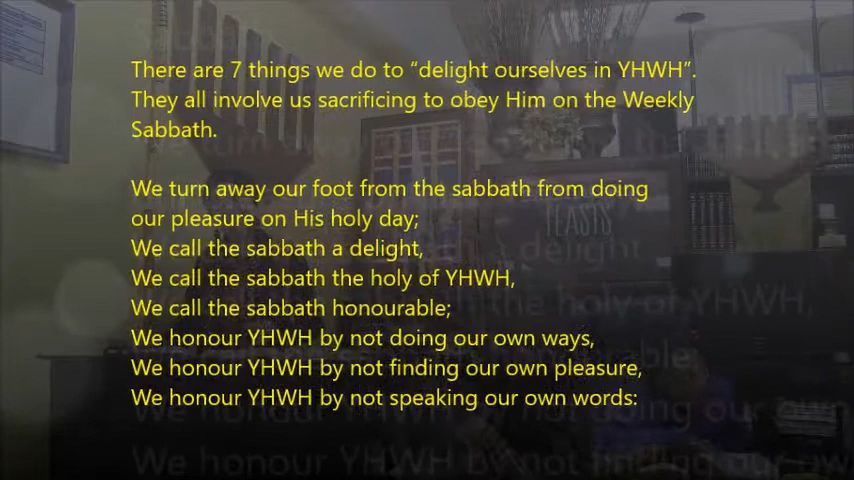 There are 7 things we do to “delight ourselves in YHWH”.
They all involve us sacrificing to obey Him on the Weekly
Sabbath.
We turn away our foot from the sabbath from doing
our pleasure on His holy day;
We call the sabbath a delight,
We call the sabbath the holy of YHWH,
We call the sabbath honourable;
We honour YHWH by not doing our own ways,
We honour YHWH by not finding our own pleasure,
We honour YHWH by not speaking our own words:
FEASTS